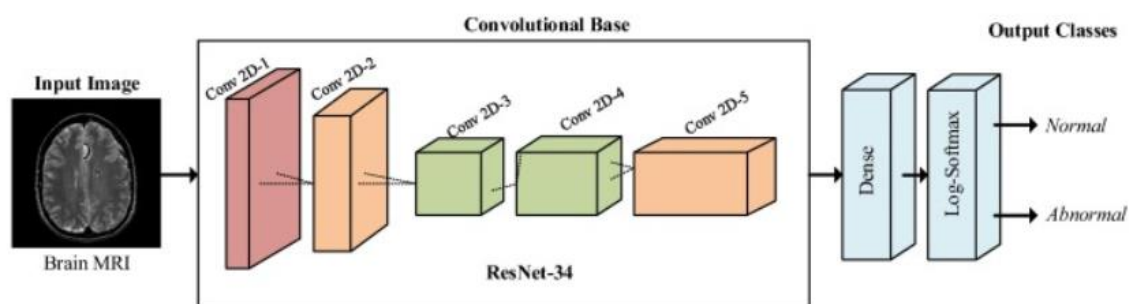 Convolutional Base
Output Classes
Input Image
Conv 2D-1
Conv 2D-2
Conv 2D-3
Conv 2D-4
Conv 2D-5
Dense
Log-Softmax
Normal
Abnormal
Brain MRI
ResNet-34